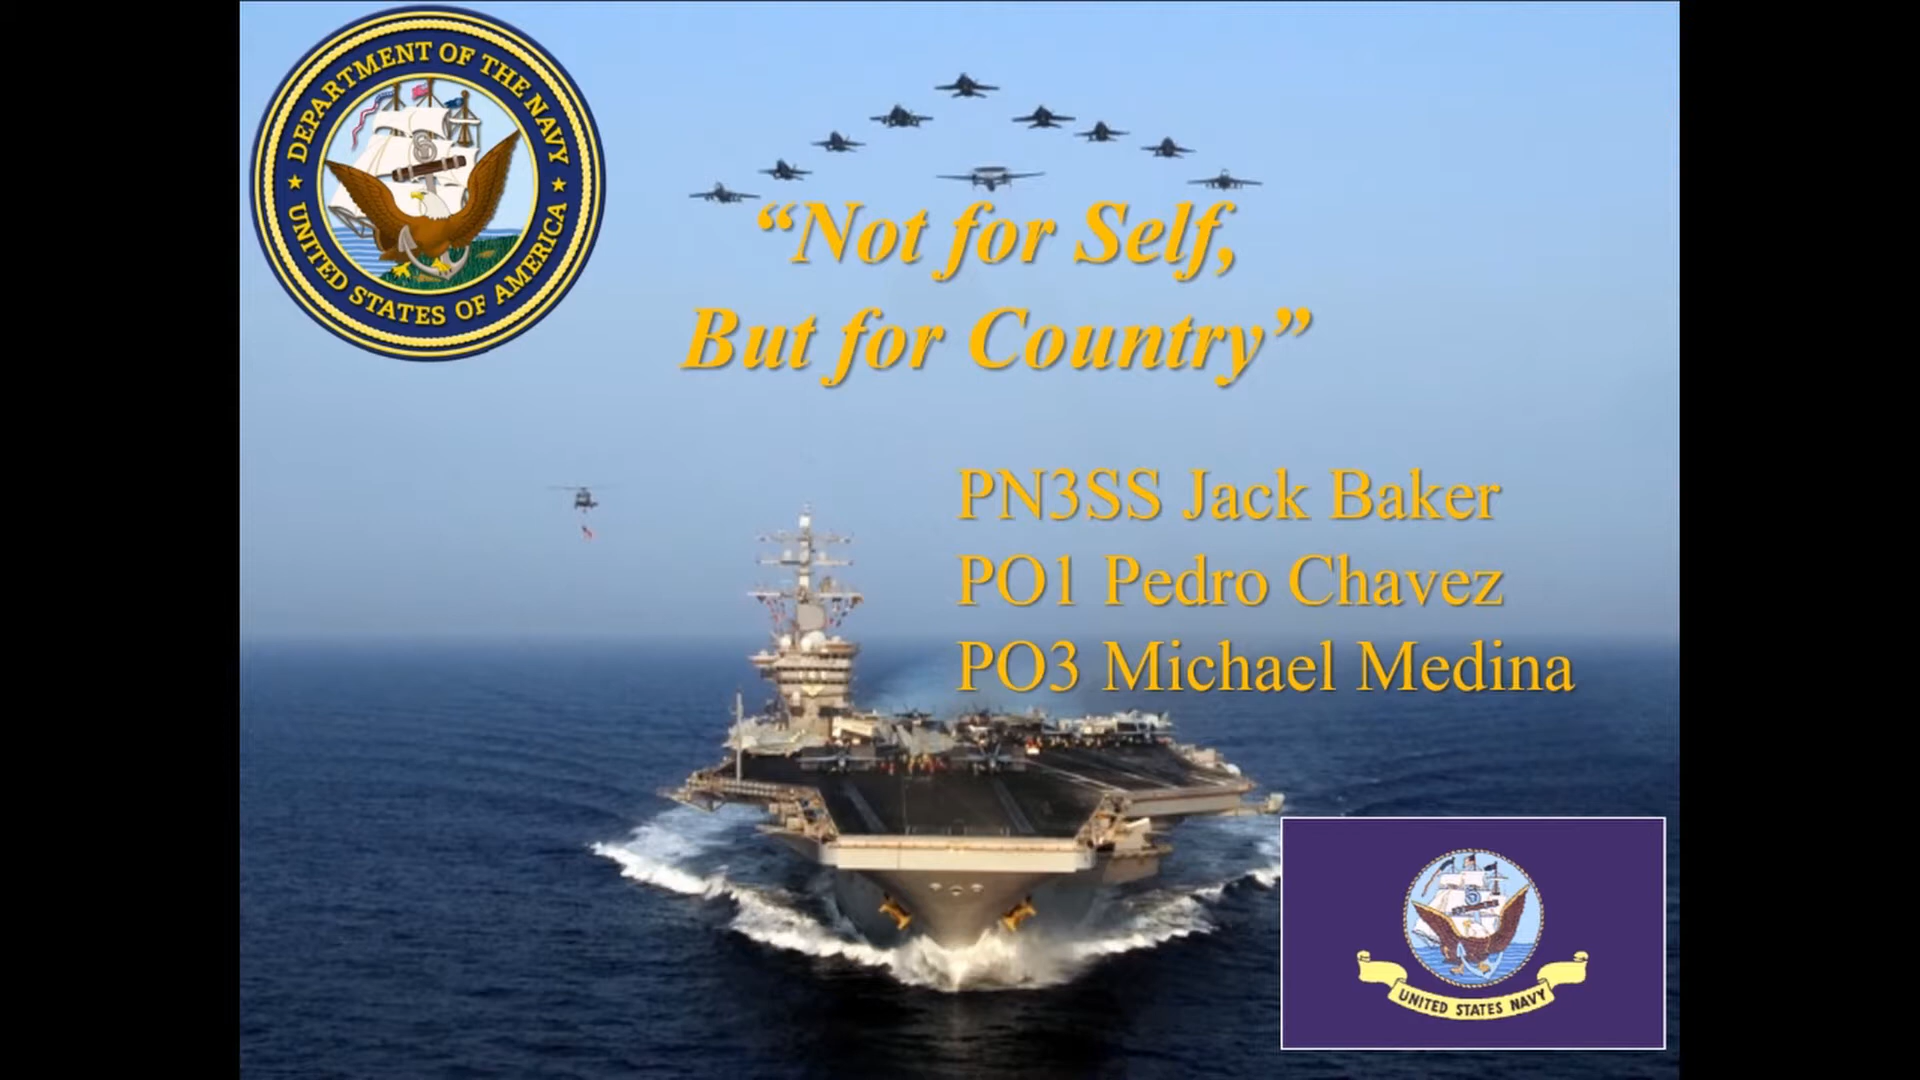 DEPARTMENT OF THE NAVY
UNITED STATES OF AMERICA
“Not for Self,
But for Country”
PN3SS Jack Baker
PO1 Pedro Chavez
PO3 Michael Medina
UNITED STATES NAVY